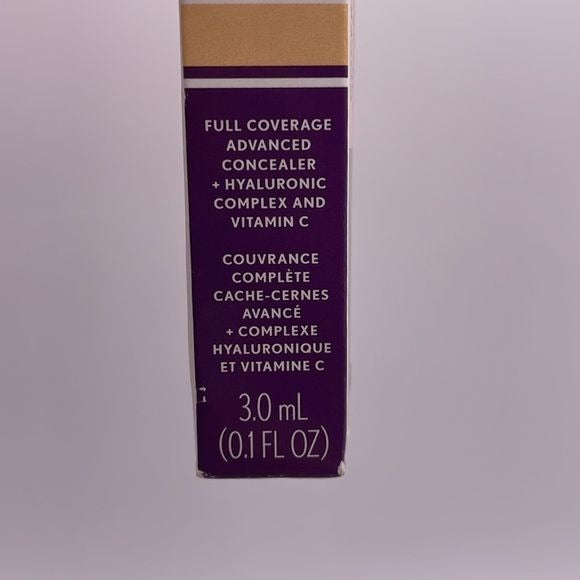 FULL COVERAGE
ADVANCED
CONCEALER
+ HYALURONIC
COMPLEX AND
VITAMIN C
COUVRANCE
COMPLÈTE
CACHE-CERNES
AVANCÉ
+ COMPLEXE
HYALURONIQUE
ET VITAMINE C
3.0 mL
(0.1 FL OZ)